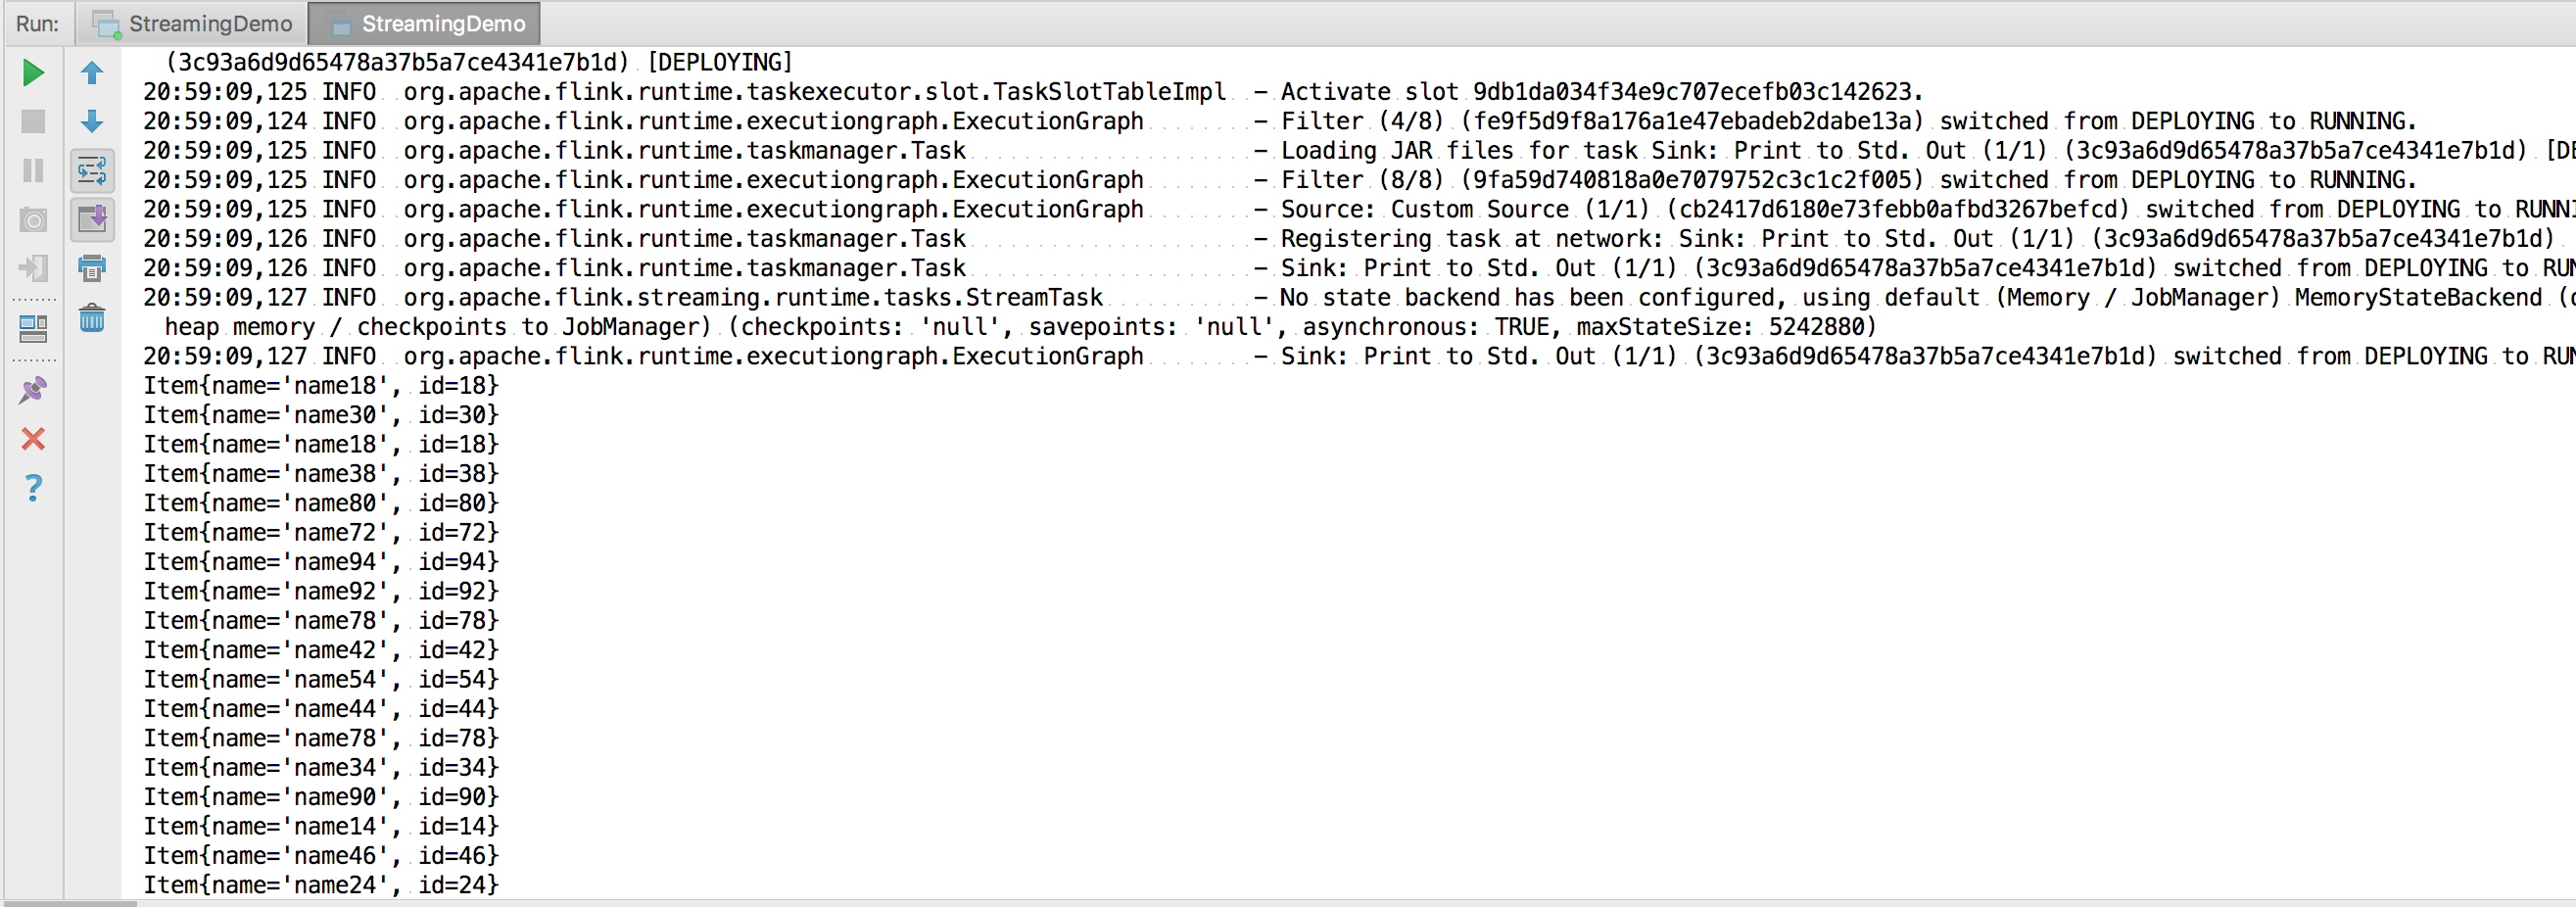 Run: StreamingDemo StreamingDemo
(3c93a6d9d65478a37b5a7ce4341e7b1d) [DEPLOYING]
20:59:09,125 INFO org.apache.flink.runtime.taskexecutor.slot.TaskSlotTableImpl - Activate slot 9db1da034f34e9c707ecefb03c142623.
20:59:09,124 INFO org.apache.flink.runtime.executiongraph.ExecutionGraph - Filter (4/8) (fe9f5d9f8a176a1e47ebadeb2dabe13a) switched from DEPLOYING to RUNNING.
20:59:09,125 INFO org.apache.flink.runtime.taskmanager.Task - Loading JAR files for task Sink: Print to Std. Out (1/1) (3c93a6d9d65478a37b5a7ce4341e7b1d) [DE
20:59:09,125 INFO org.apache.flink.runtime.executiongraph.ExecutionGraph - Filter (8/8) (9fa59d740818a0e7079752c3c1c2f005) switched from DEPLOYING to RUNNING.
20:59:09,125 INFO org.apache.flink.runtime.executiongraph.ExecutionGraph - Source: Custom Source (1/1) (cb2417d6180e73febb0afbd3267befcd) switched from DEPLOYING to RUNNI
20:59:09,126 INFO org.apache.flink.runtime.taskmanager.Task - Registering task at network: Sink: Print to Std. Out (1/1) (3c93a6d9d65478a37b5a7ce4341e7b1d)
20:59:09,126 INFO org.apache.flink.runtime.taskmanager.Task - Sink: Print to Std. Out (1/1) (3c93a6d9d65478a37b5a7ce4341e7b1d) switched from DEPLOYING to RUN
20:59:09,127 INFO org.apache.flink.streaming.runtime.tasks.StreamTask - No state backend has been configured, using default (Memory / JobManager) MemoryStateBackend (
heap memory / checkpoints to JobManager) (checkpoints: 'null', savepoints: 'null', asynchronous: TRUE, maxStateSize: 5242880)
20:59:09,127 INFO org.apache.flink.runtime.executiongraph.ExecutionGraph - Sink: Print to Std. Out (1/1) (3c93a6d9d65478a37b5a7ce4341e7b1d) switched from DEPLOYING to RUN
Item{name='name18', id=18}
Item{name='name30', id=30}
Item{name='name18', id=18}
Item{name='name38', id=38}
Item{name='name80', id=80}
Item{name='name72', id=72}
Item{name='name94', id=94}
Item{name='name92', id=92}
Item{name='name78', id=78}
Item{name='name42', id=42}
Item{name='name54', id=54}
Item{name='name44', id=44}
Item{name='name78', id=78}
Item{name='name34', id=34}
Item{name='name90', id=90}
Item{name='name14', id=14}
Item{name='name46', id=46}
Item{name='name24', id=24}